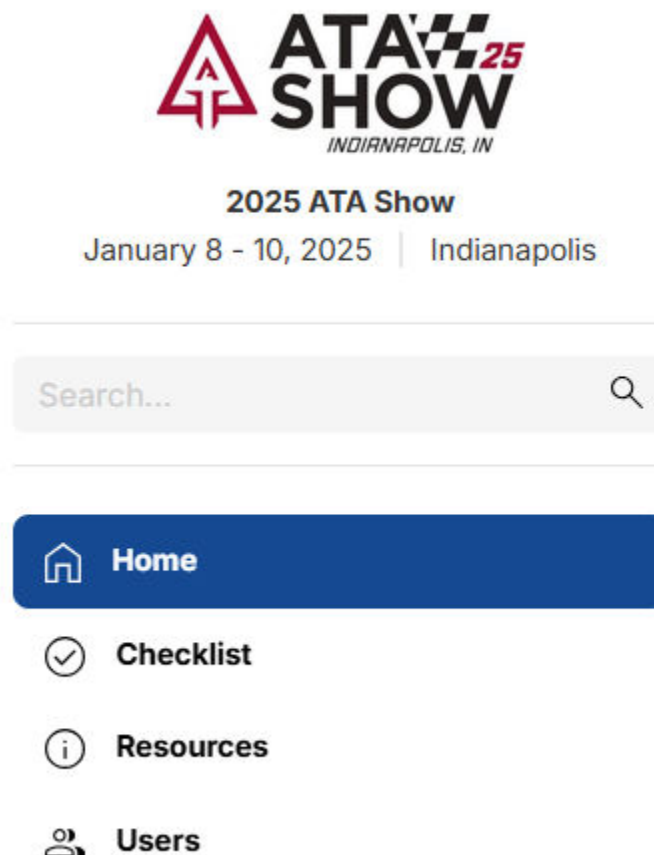 ATA 25
SHOW
INDIANAPOLIS, IN
2025 ATA Show
January 8 - 10, 2025 | Indianapolis
Search...
Home
Checklist
Resources
Users